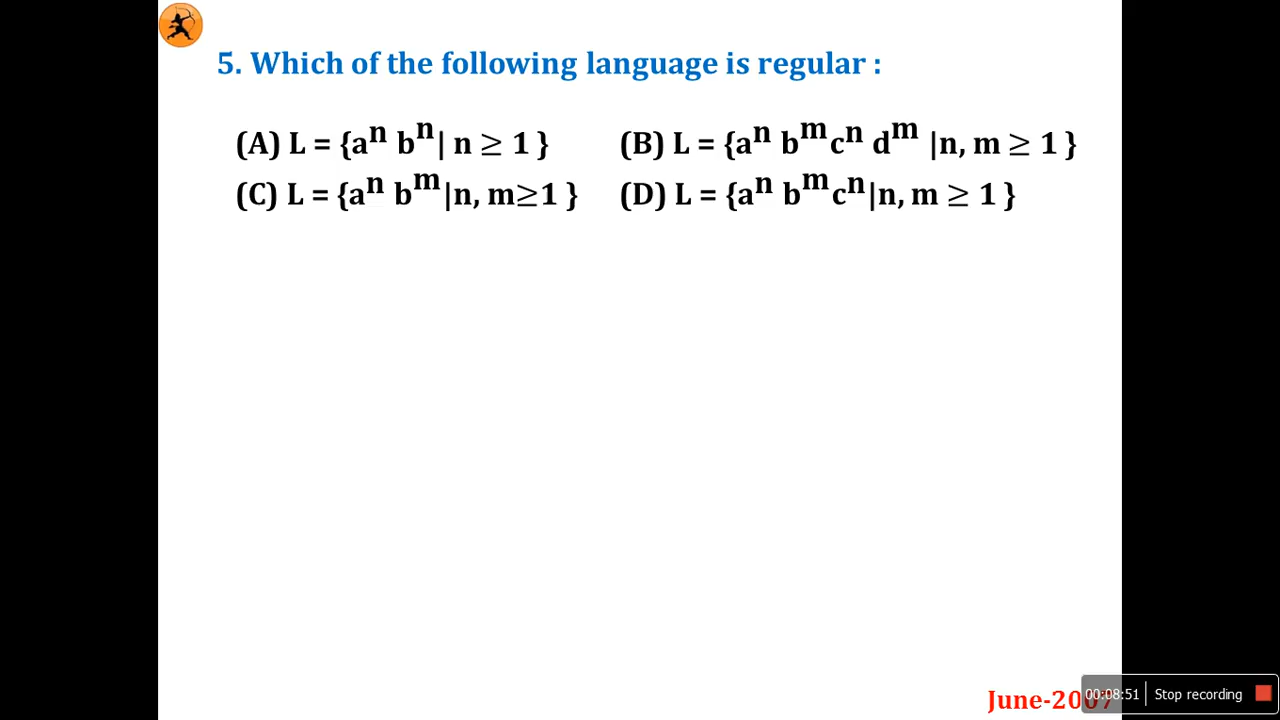 5. Which of the following language is regular :
(A) L = {aⁿ bⁿ| n ≥ 1 } (B) L = {aⁿ bᵐcⁿ dᵐ |n, m ≥ 1 }
(C) L = {aⁿ bᵐ |n, m≥1 } (D) L = {aⁿ bᵐcⁿ|n, m ≥ 1 }
June-2007
00:08:51 Stop recording